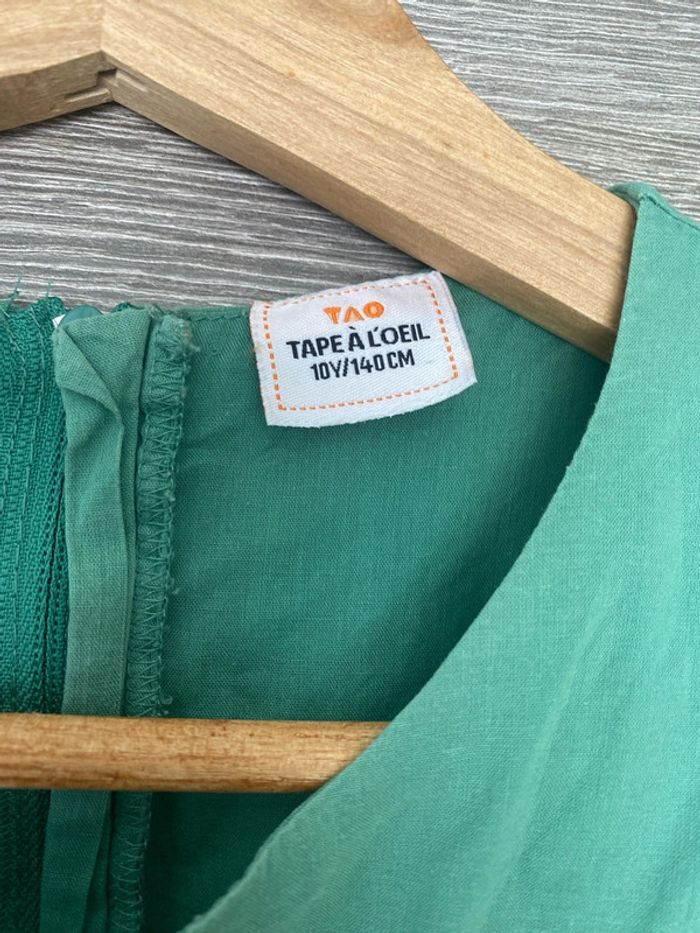 TAO
TAPE À L'OEIL
10Y/140CM